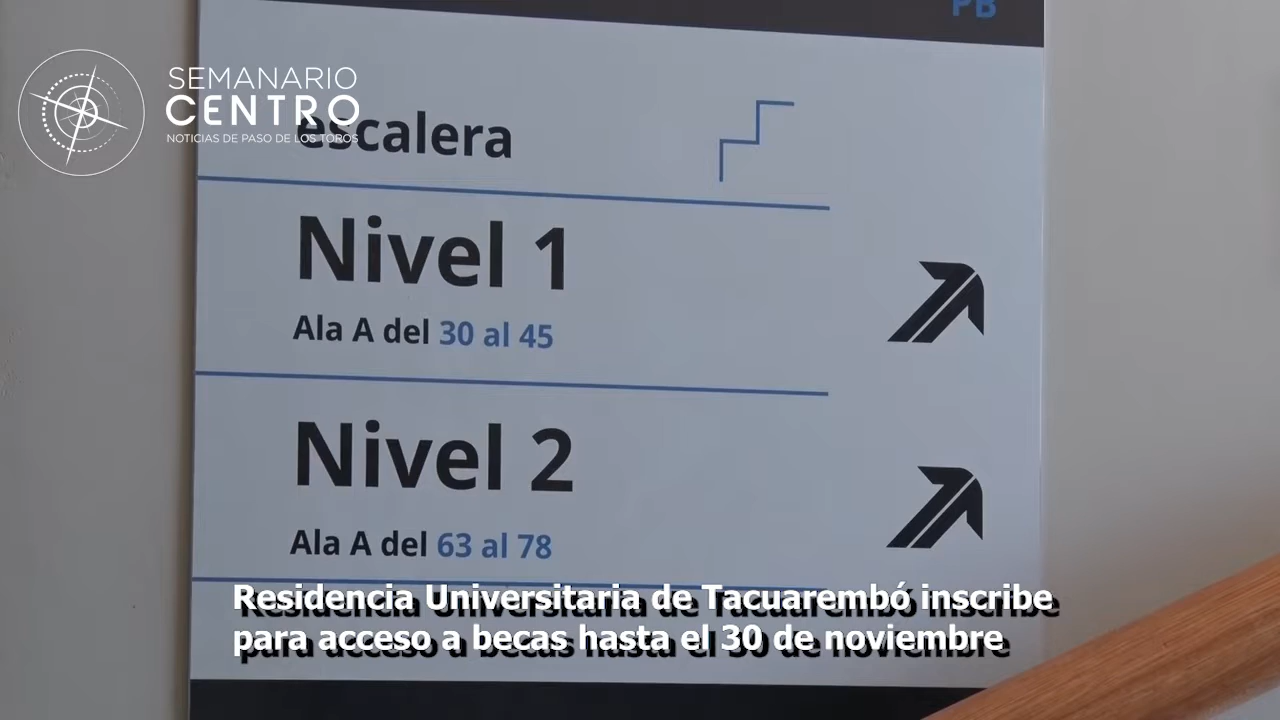 PB
SEMANARIO
CENTRO
NOTICIAS DE PASO DE LOS TOROS
escalera
Nivel 1
Ala A del 30 al 45
Nivel 2
Ala A del 63 al 78
Residencia Universitaria de Tacuarembó inscribe
para acceso a becas hasta el 30 de noviembre